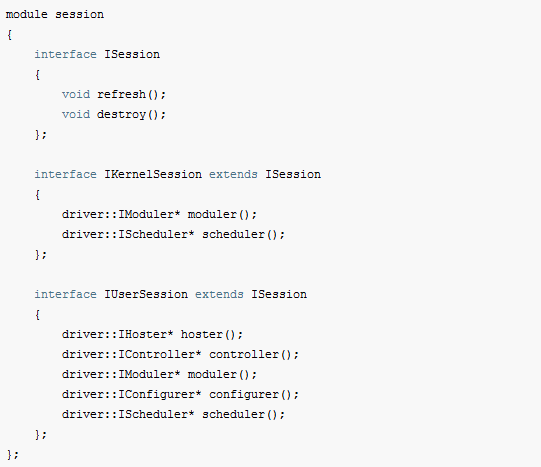 module session
{
    interface ISession
    {
        void refresh();
        void destroy();
    };

    interface IKernelSession extends ISession
    {
        driver::IModuler* moduler();
        driver::IScheduler* scheduler();
    };

    interface IUserSession extends ISession
    {
        driver::IHoster* hoster();
        driver::IController* controller();
        driver::IModuler* moduler();
        driver::IConfigurer* configurer();
        driver::IScheduler* scheduler();
    };
};